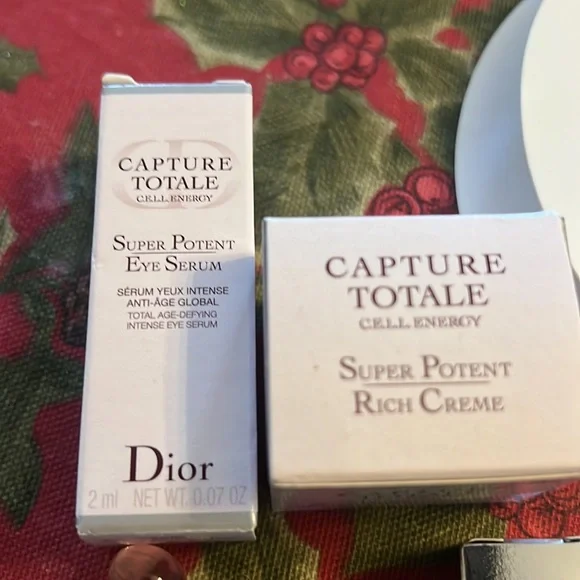 CAPTURE
TOTALE
C.E.L.L. ENERGY
SUPER POTENT
EYE SERUM
SÉRUM YEUX INTENSE
ANTI-ÂGE GLOBAL
TOTAL AGE-DEFYING
INTENSE EYE SERUM
Dior
2 ml NET WT. 0.07 OZ
CAPTURE
TOTALE
C.E.L.L. ENERGY
SUPER POTENT
RICH CREME